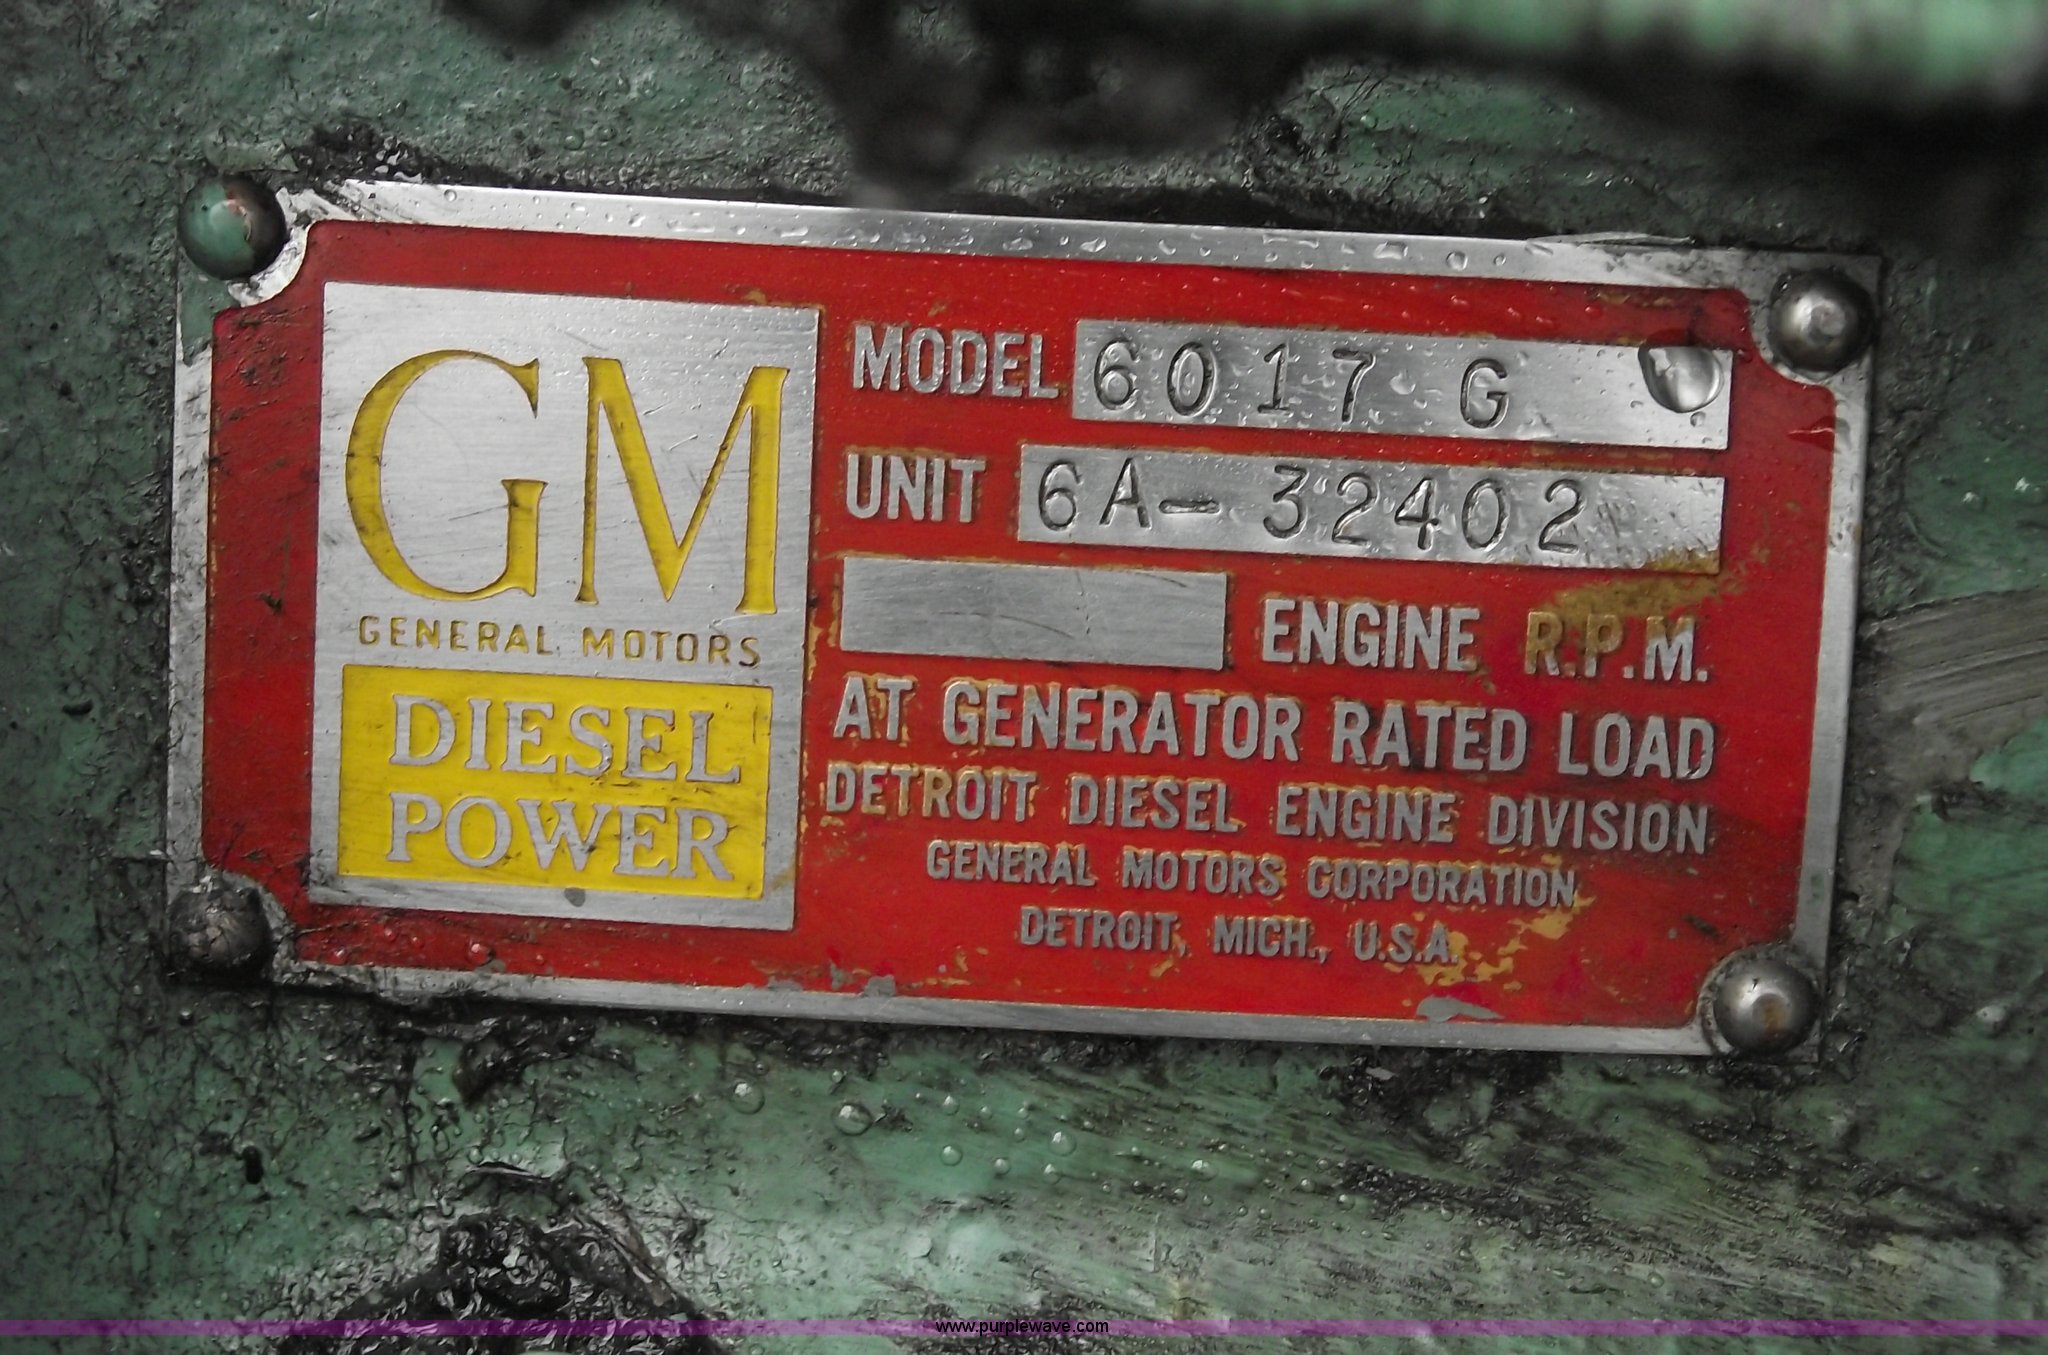 GM
GENERAL MOTORS
DIESEL
POWER
MODEL 6017 G
UNIT 6A-32402
ENGINE R.P.M.
AT GENERATOR RATED LOAD
DETROIT DIESEL ENGINE DIVISION
GENERAL MOTORS CORPORATION
DETROIT, MICH., U.S.A.
www.purplewave.com